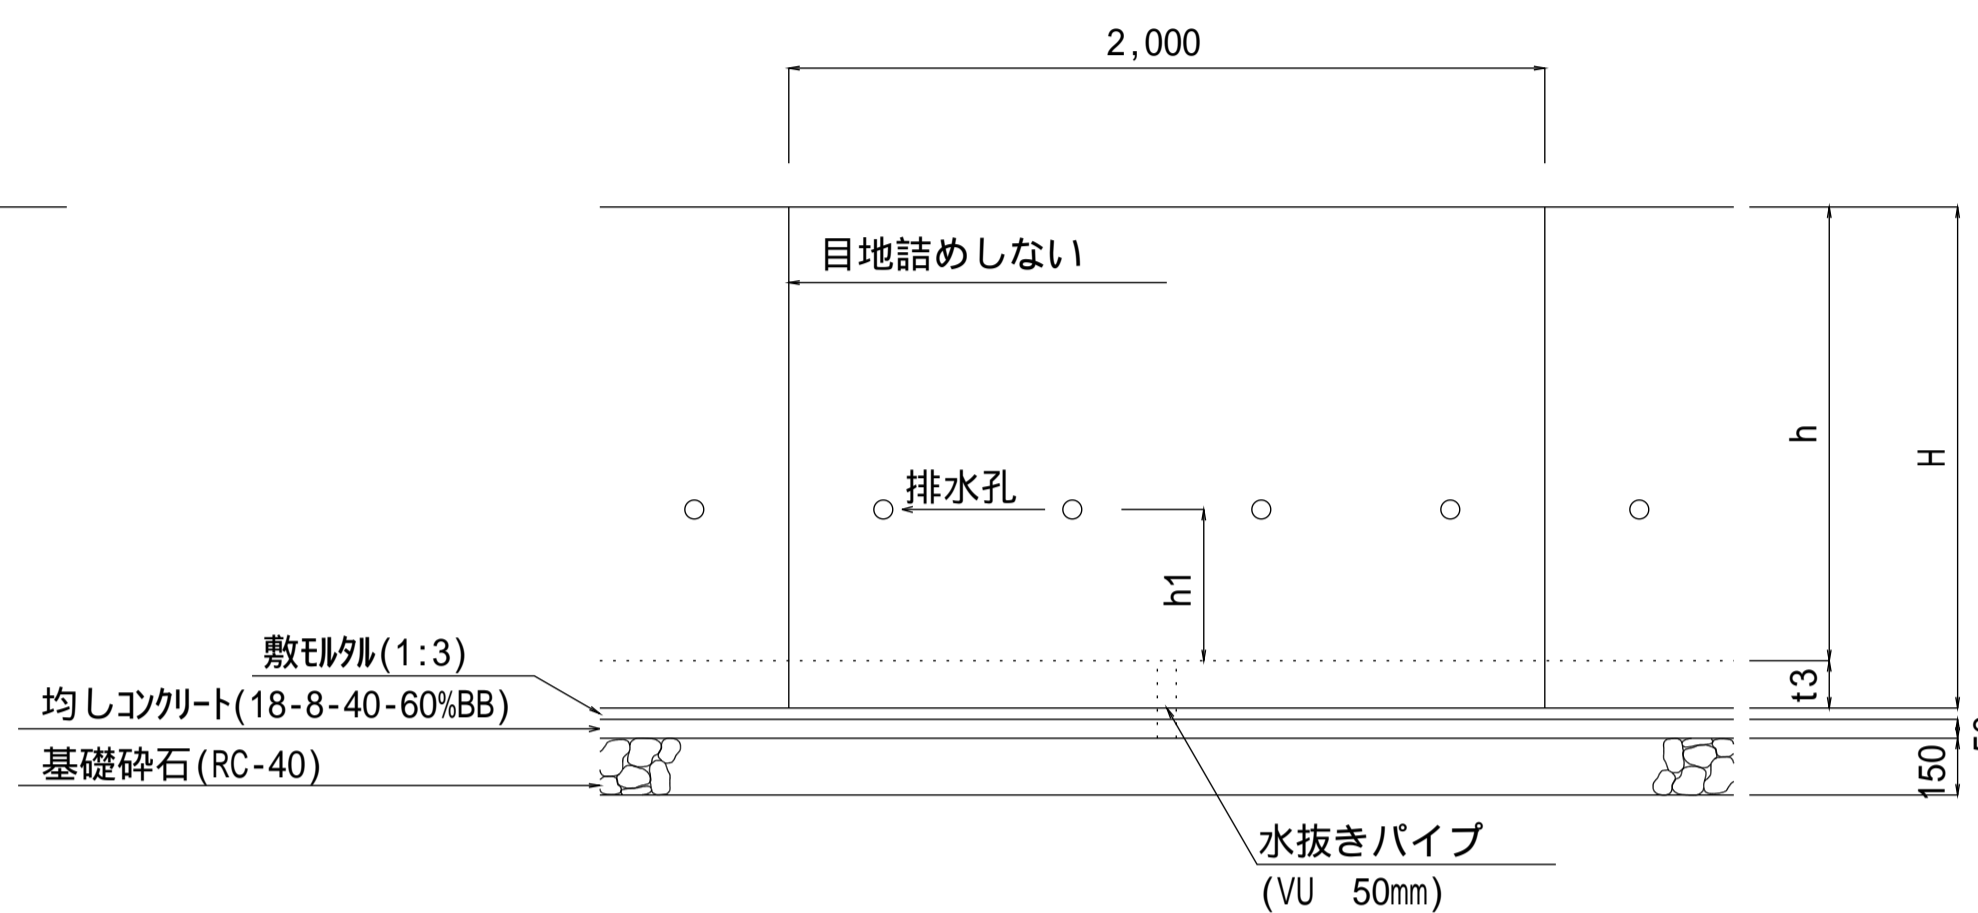 2,000
目地詰めしない
h
H
排水孔
h1
敷ﾓﾙﾀﾙ(1:3)
t3
均しｺﾝｸﾘｰﾄ(18-8-40-60%BB)
基礎砕石(RC-40)
150
水抜きパイプ
(VU　50mm)